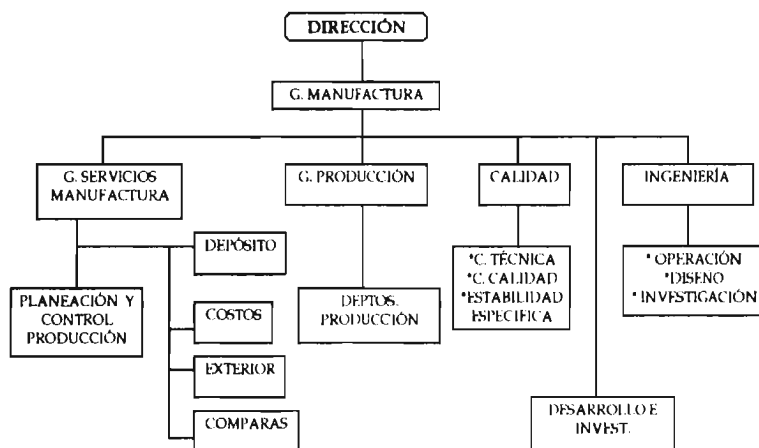 DIRECCIÓN
G. MANUFACTURA
G. SERVICIOS
MANUFACTURA
G. PRODUCCIÓN
CALIDAD
INGENIERÍA
DEPÓSITO
PLANEACIÓN Y
CONTROL
PRODUCCIÓN
COSTOS
EXTERIOR
COMPARAS
DEPTOS.
PRODUCCIÓN
*C. TÉCNICA
*C. CALIDAD
*ESTABILIDAD
ESPECIFICA
* OPERACIÓN
*DISEÑO
* INVESTIGACIÓN
DESARROLLO E
INVEST.